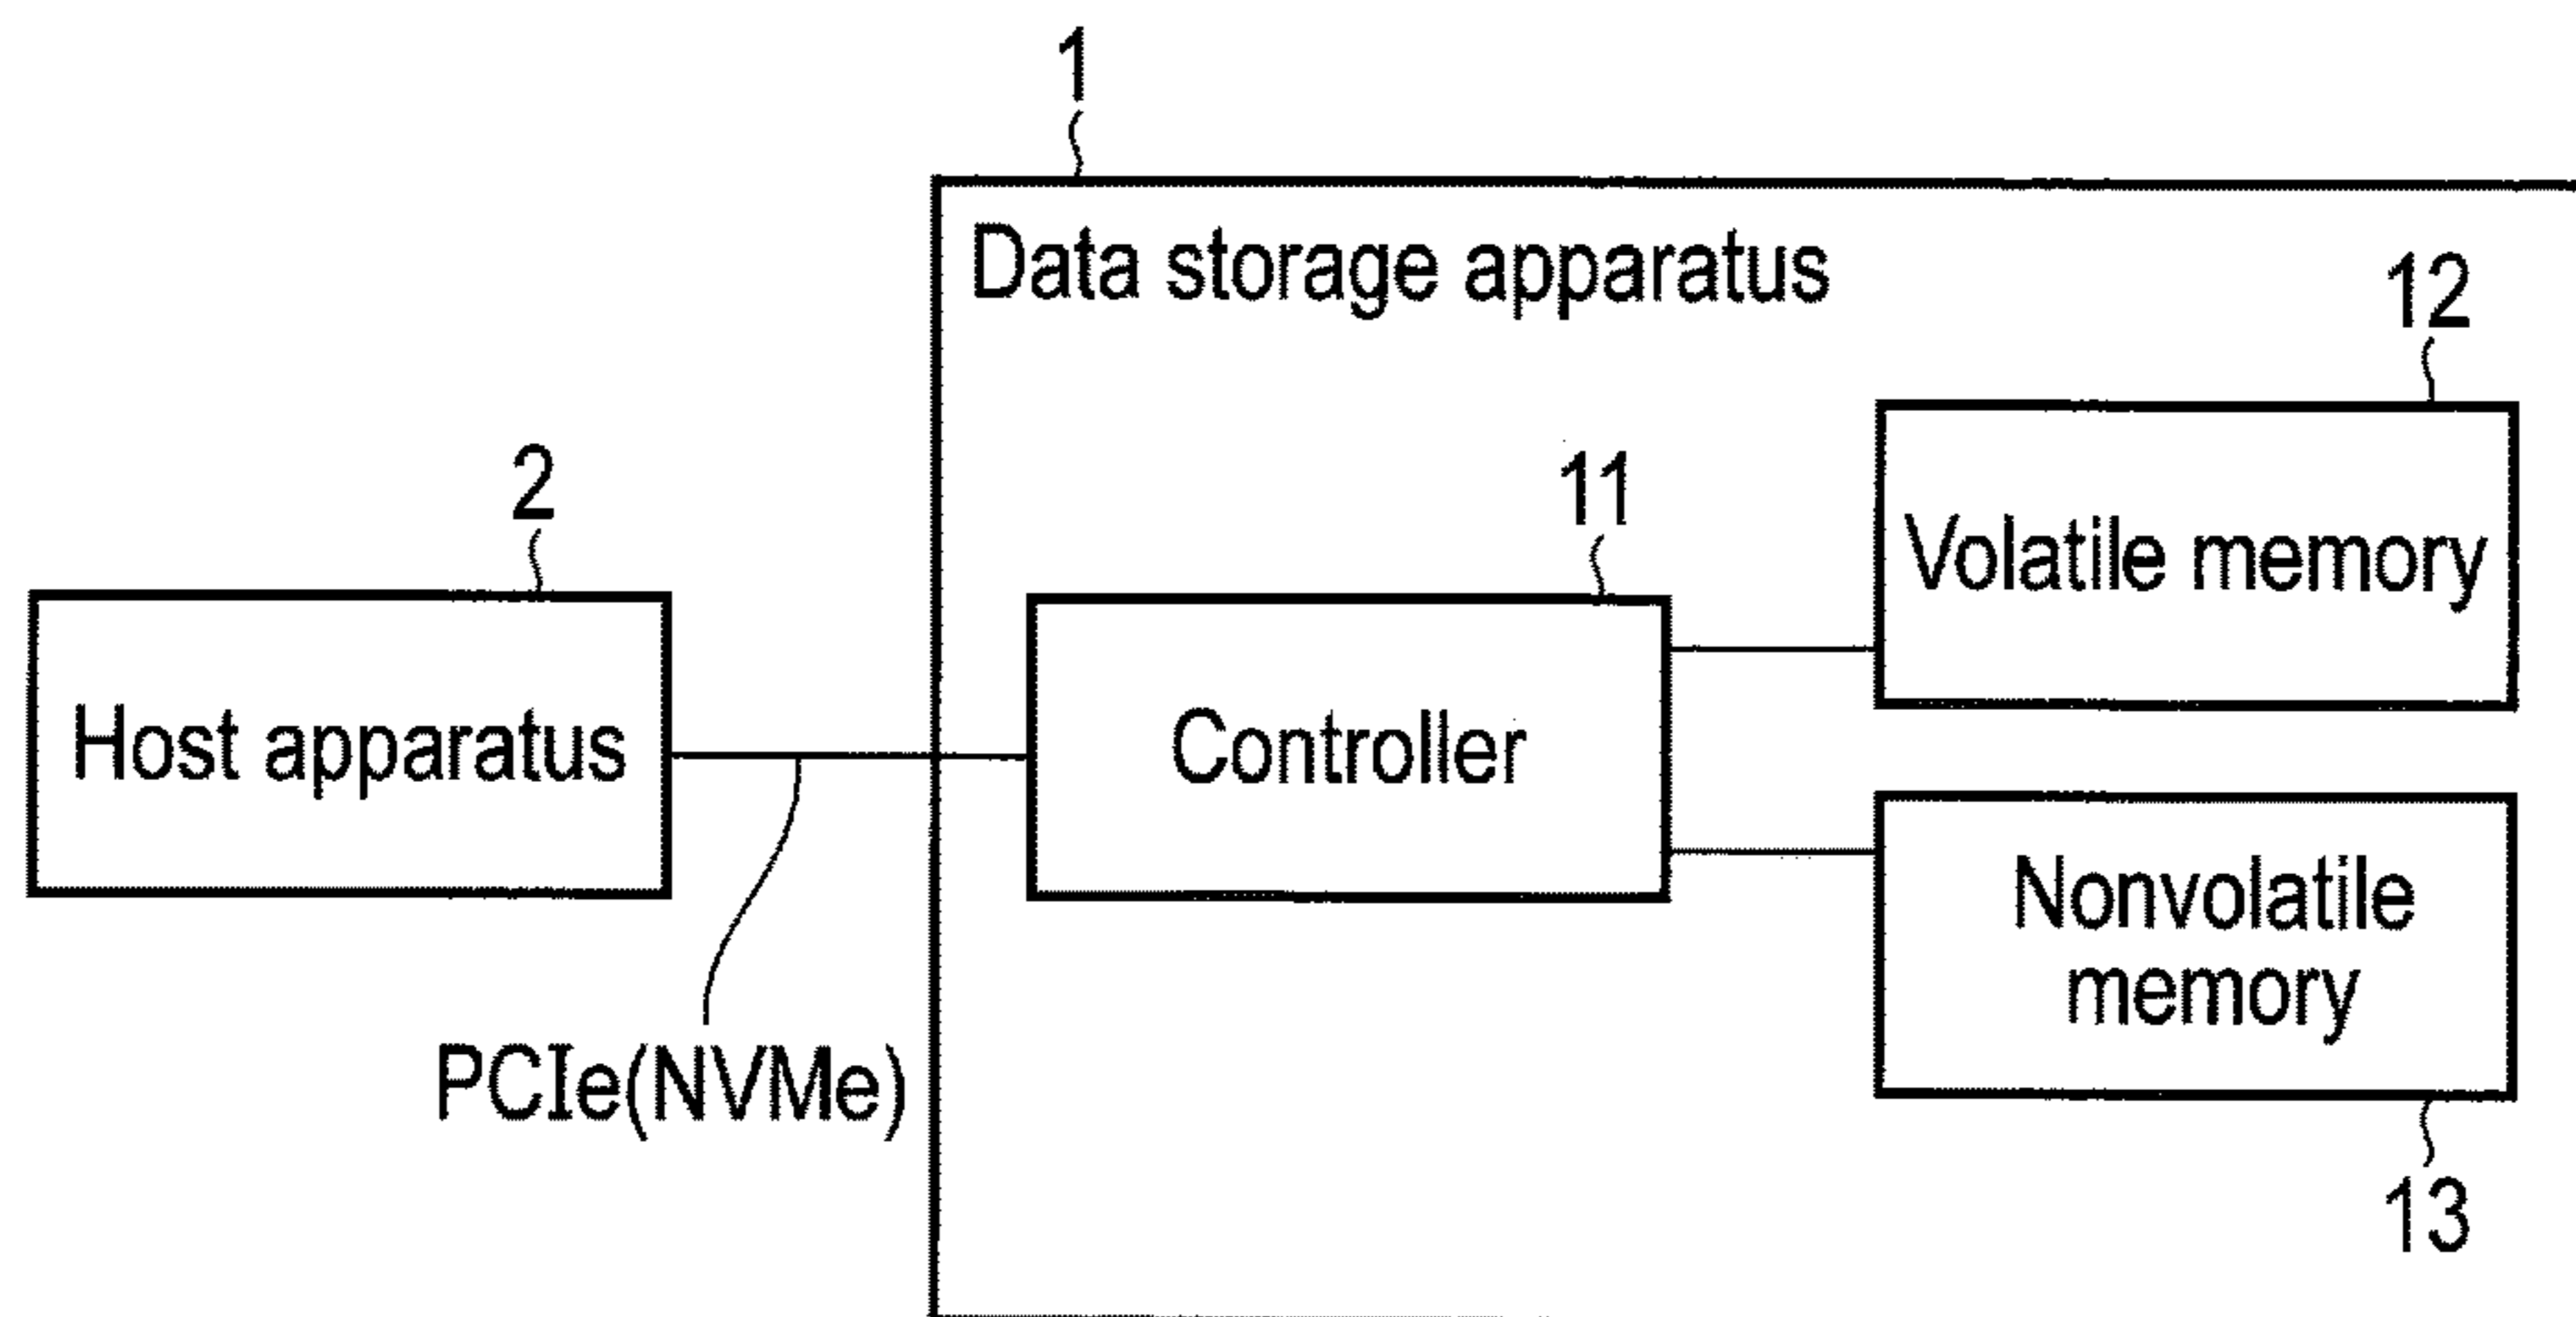 1
Data storage apparatus
12
2
11
Volatile memory
Host apparatus
Controller
Nonvolatile
memory
PCIe(NVMe)
13